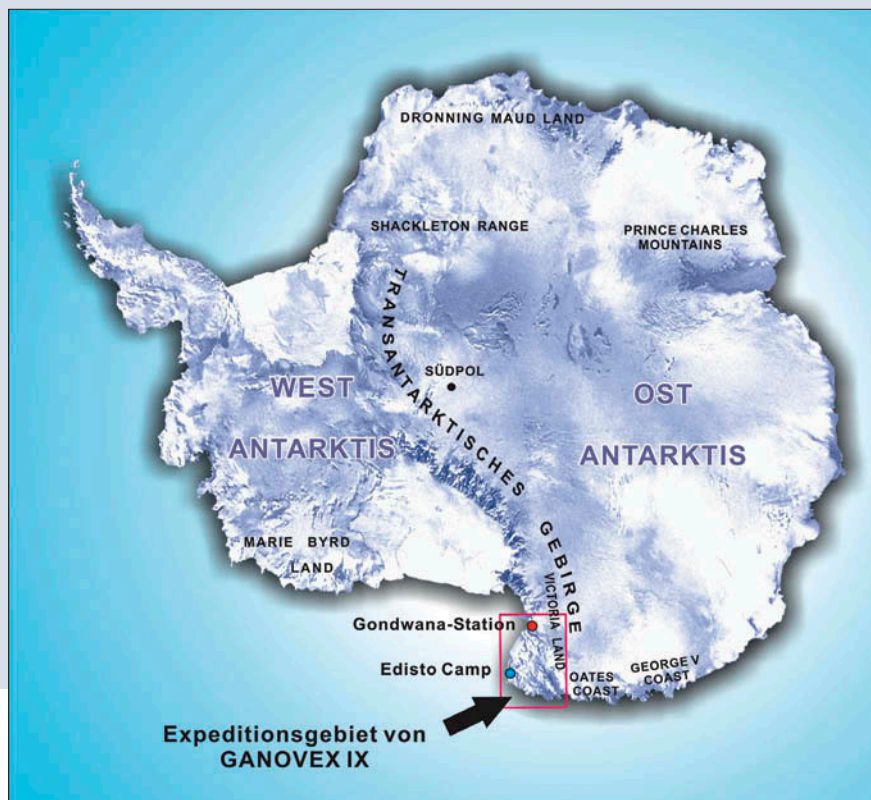 DRONNING MAUD LAND
SHACKLETON RANGE
PRINCE CHARLES
MOUNTAINS
TRANSANTARKTISCHES GEBIRGE
SÜDPOL
WEST
ANTARKTIS
OST
ANTARKTIS
MARIE BYRD
LAND
VICTORIA LAND
Gondwana-Station
Edisto Camp
OATES
COAST
GEORGE V
COAST
Expeditionsgebiet von
GANOVEX IX